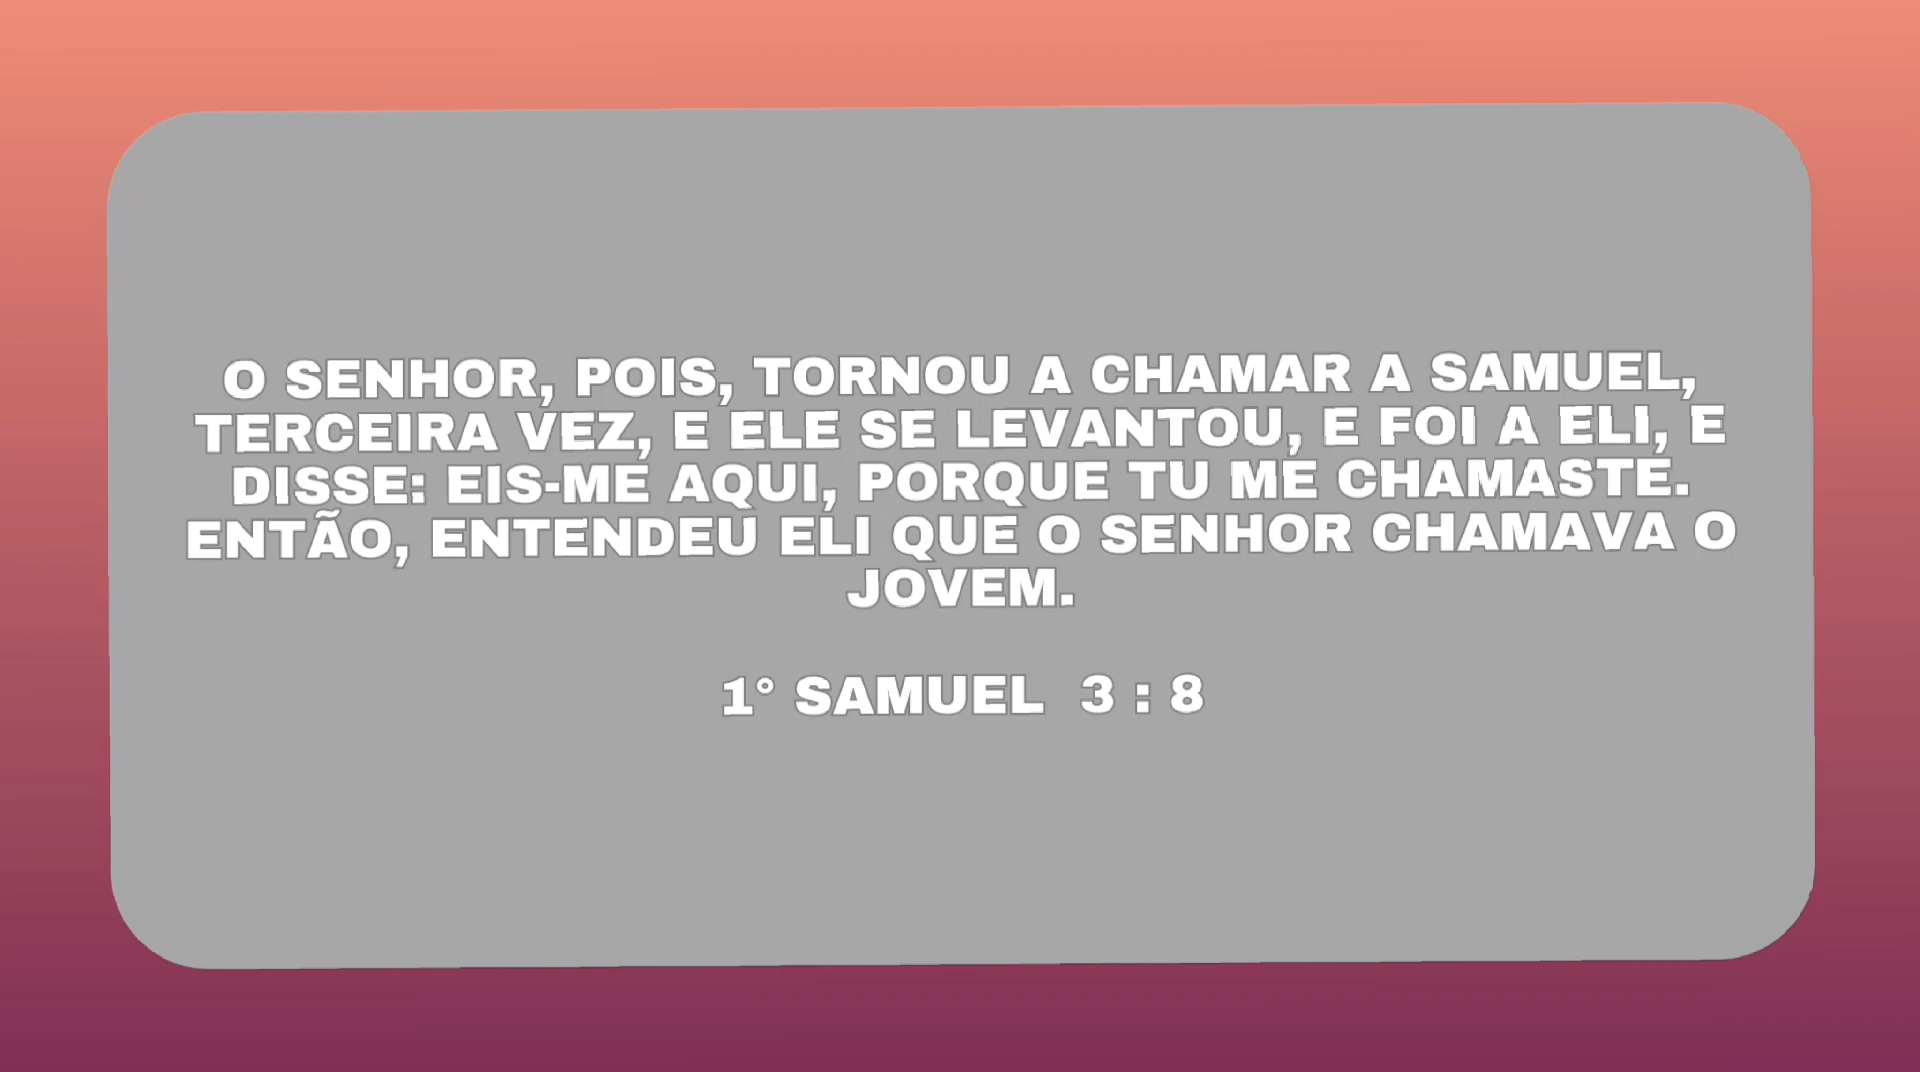 O SENHOR, POIS, TORNOU A CHAMAR A SAMUEL,
TERCEIRA VEZ, E ELE SE LEVANTOU, E FOI A ELI, E
DISSE: EIS-ME AQUI, PORQUE TU ME CHAMASTE.
ENTÃO, ENTENDEU ELI QUE O SENHOR CHAMAVA O
JOVEM.
1° SAMUEL 3 : 8